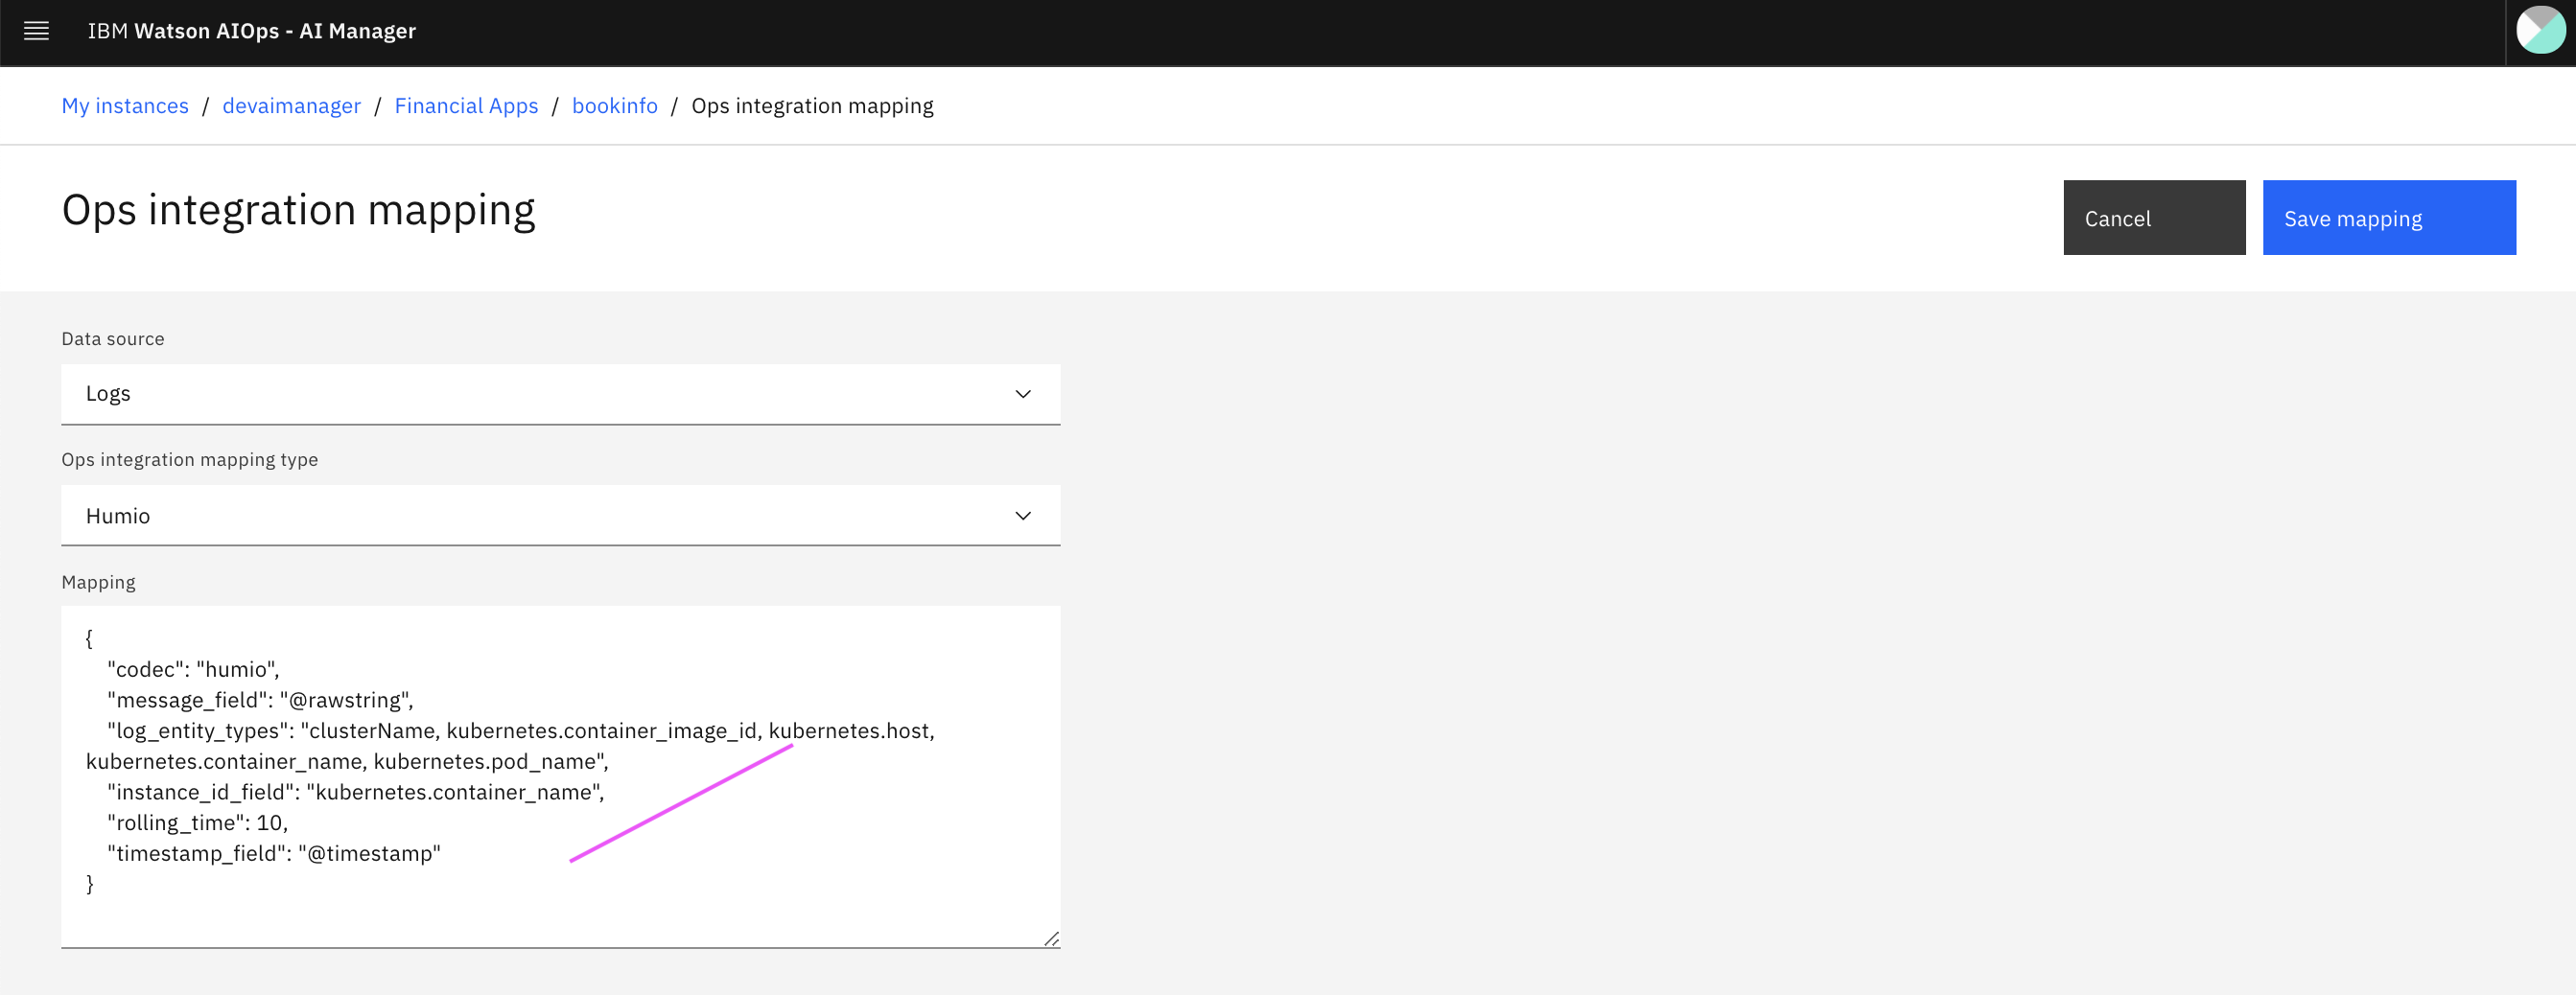 IBM Watson AIOps - AI Manager
My instances / devaimanager / Financial Apps / bookinfo / Ops integration mapping
Ops integration mapping
Cancel
Save mapping
Data source
Logs
Ops integration mapping type
Humio
Mapping
{
"codec": "humio",
"message_field": "@rawstring",
"log_entity_types": "clusterName, kubernetes.container_image_id, kubernetes.host,
kubernetes.container_name, kubernetes.pod_name",
"instance_id_field": "kubernetes.container_name",
"rolling_time": 10,
"timestamp_field": "@timestamp"
}